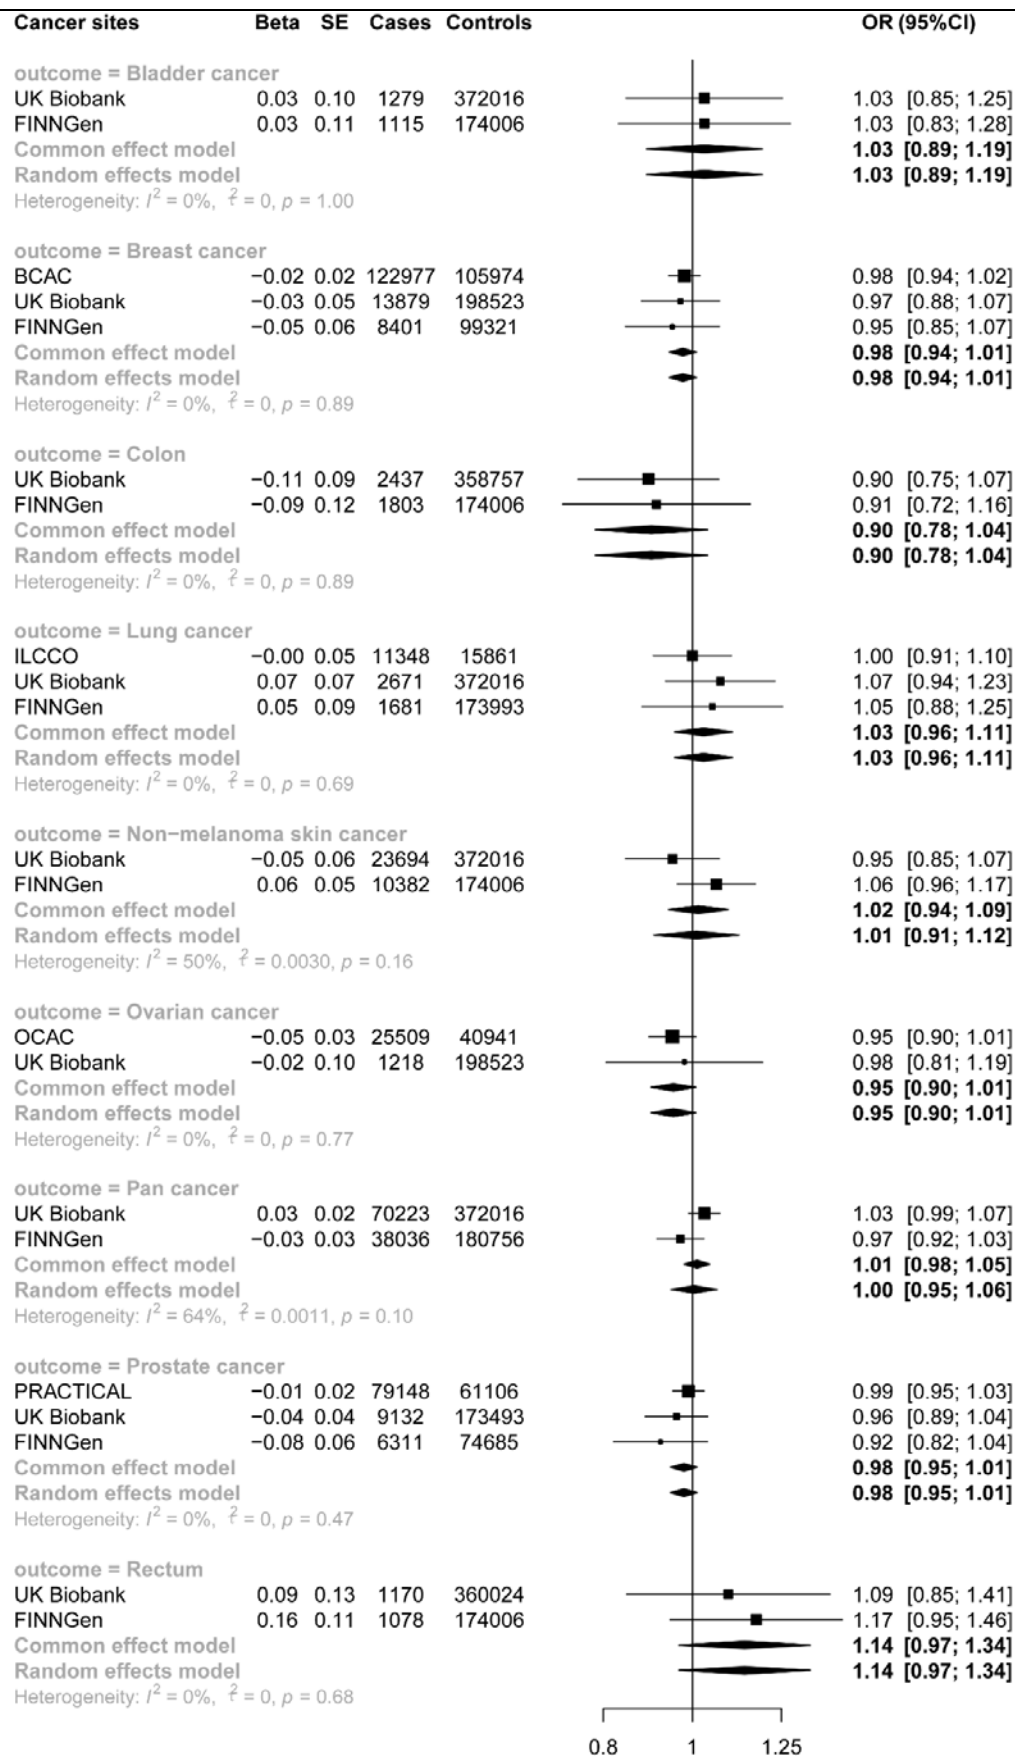 Cancer sites Beta SE Cases Controls OR (95%CI)
outcome = Bladder cancer
UK Biobank 0.03 0.10 1279 372016 1.03 [0.85; 1.25]
FINNGen 0.03 0.11 1115 174006 1.03 [0.83; 1.28]
Common effect model 1.03 [0.89; 1.19]
Random effects model 1.03 [0.89; 1.19]
Heterogeneity: I² = 0%, τ² = 0, p = 1.00
outcome = Breast cancer
BCAC −0.02 0.02 122977 105974 0.98 [0.94; 1.02]
UK Biobank −0.03 0.05 13879 198523 0.97 [0.88; 1.07]
FINNGen −0.05 0.06 8401 99321 0.95 [0.85; 1.07]
Common effect model 0.98 [0.94; 1.01]
Random effects model 0.98 [0.94; 1.01]
Heterogeneity: I² = 0%, τ² = 0, p = 0.89
outcome = Colon
UK Biobank −0.11 0.09 2437 358757 0.90 [0.75; 1.07]
FINNGen −0.09 0.12 1803 174006 0.91 [0.72; 1.16]
Common effect model 0.90 [0.78; 1.04]
Random effects model 0.90 [0.78; 1.04]
Heterogeneity: I² = 0%, τ² = 0, p = 0.89
outcome = Lung cancer
ILCCO −0.00 0.05 11348 15861 1.00 [0.91; 1.10]
UK Biobank 0.07 0.07 2671 372016 1.07 [0.94; 1.23]
FINNGen 0.05 0.09 1681 173993 1.05 [0.88; 1.25]
Common effect model 1.03 [0.96; 1.11]
Random effects model 1.03 [0.96; 1.11]
Heterogeneity: I² = 0%, τ² = 0, p = 0.69
outcome = Non−melanoma skin cancer
UK Biobank −0.05 0.06 23694 372016 0.95 [0.85; 1.07]
FINNGen 0.06 0.05 10382 174006 1.06 [0.96; 1.17]
Common effect model 1.02 [0.94; 1.09]
Random effects model 1.01 [0.91; 1.12]
Heterogeneity: I² = 50%, τ² = 0.0030, p = 0.16
outcome = Ovarian cancer
OCAC −0.05 0.03 25509 40941 0.95 [0.90; 1.01]
UK Biobank −0.02 0.10 1218 198523 0.98 [0.81; 1.19]
Common effect model 0.95 [0.90; 1.01]
Random effects model 0.95 [0.90; 1.01]
Heterogeneity: I² = 0%, τ² = 0, p = 0.77
outcome = Pan cancer
UK Biobank 0.03 0.02 70223 372016 1.03 [0.99; 1.07]
FINNGen −0.03 0.03 38036 180756 0.97 [0.92; 1.03]
Common effect model 1.01 [0.98; 1.05]
Random effects model 1.00 [0.95; 1.06]
Heterogeneity: I² = 64%, τ² = 0.0011, p = 0.10
outcome = Prostate cancer
PRACTICAL −0.01 0.02 79148 61106 0.99 [0.95; 1.03]
UK Biobank −0.04 0.04 9132 173493 0.96 [0.89; 1.04]
FINNGen −0.08 0.06 6311 74685 0.92 [0.82; 1.04]
Common effect model 0.98 [0.95; 1.01]
Random effects model 0.98 [0.95; 1.01]
Heterogeneity: I² = 0%, τ² = 0, p = 0.47
outcome = Rectum
UK Biobank 0.09 0.13 1170 360024 1.09 [0.85; 1.41]
FINNGen 0.16 0.11 1078 174006 1.17 [0.95; 1.46]
Common effect model 1.14 [0.97; 1.34]
Random effects model 1.14 [0.97; 1.34]
Heterogeneity: I² = 0%, τ² = 0, p = 0.68
0.8 1 1.25